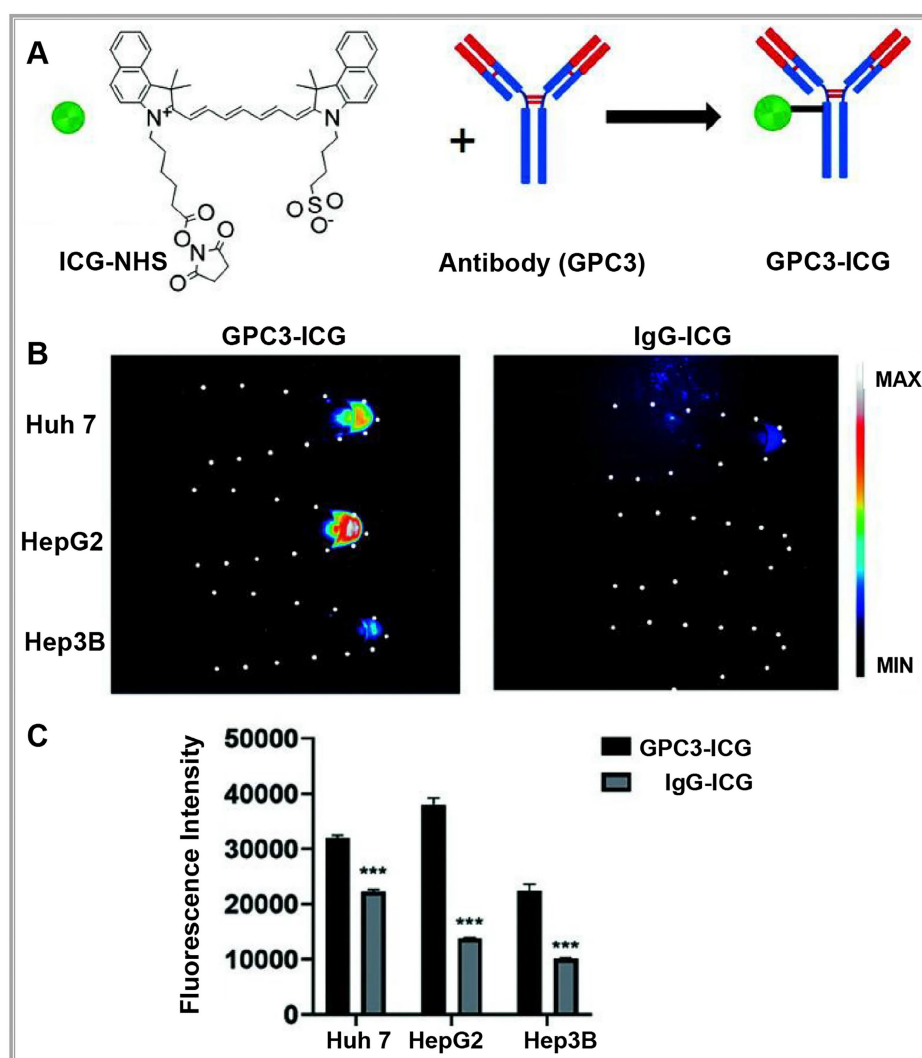 A
N+
N
O
O
N
O
O
S
O
O
O-
+
ICG-NHS
Antibody (GPC3)
GPC3-ICG
B
GPC3-ICG
IgG-ICG
Huh 7
HepG2
Hep3B
MAX
MIN
C
Fluorescence Intensity
50000
40000
30000
20000
10000
0
***
***
***
GPC3-ICG
IgG-ICG
Huh 7
HepG2
Hep3B